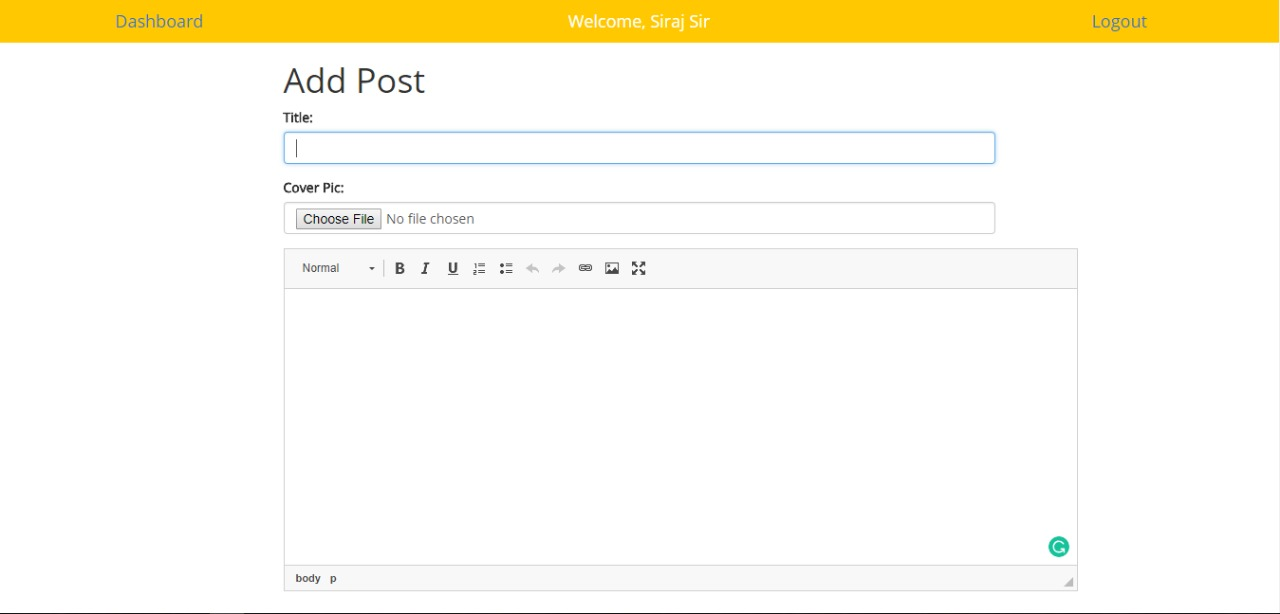 Dashboard Welcome, Siraj Sir Logout
Add Post
Title:
Cover Pic:
Choose File No file chosen
Normal B I U
body p